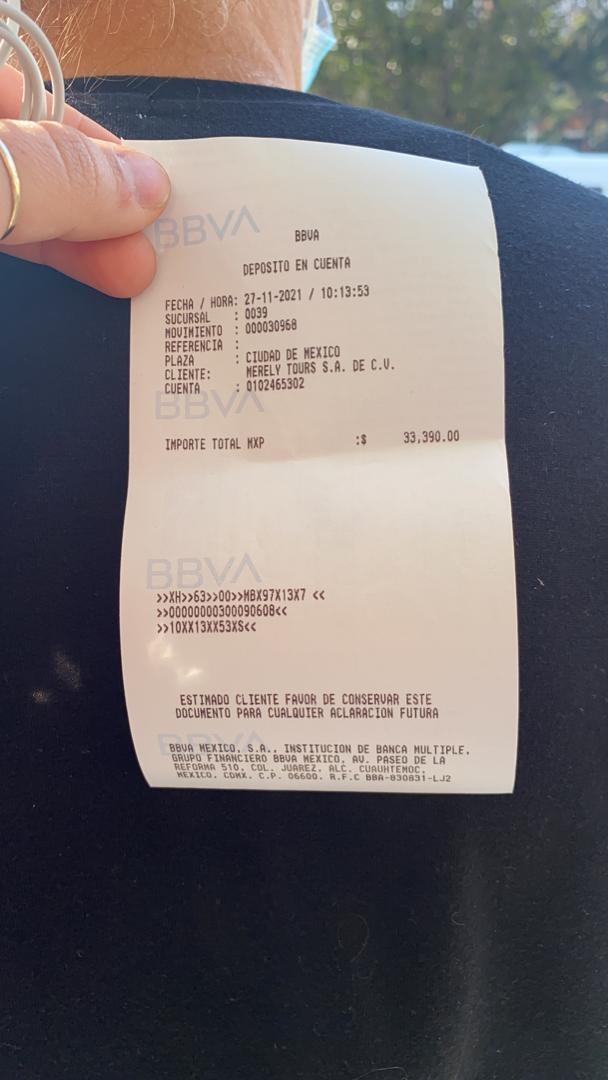 BBVA
BBVA
DEPOSITO EN CUENTA
FECHA / HORA: 27-11-2021 / 10:13:53
SUCURSAL : 0039
MOVIMIENTO : 000030968
REFERENCIA :
PLAZA : CIUDAD DE MEXICO
CLIENTE: MERELY TOURS S.A. DE C.V.
CUENTA : 0102465302
BBVA
IMPORTE TOTAL MXP :$ 33,390.00
BBVA
>>XH>>63>>00>>MBX97X13X7 <<
>>00000000300090608<<
>>10XX13XX53X$<<
ESTIMADO CLIENTE FAVOR DE CONSERVAR ESTE
DOCUMENTO PARA CUALQUIER ACLARACION FUTURA
BBVA
BBVA MEXICO, S.A., INSTITUCION DE BANCA MULTIPLE,
GRUPO FINANCIERO BBVA MEXICO, AV. PASEO DE LA
REFORMA 510, COL. JUAREZ, ALC. CUAUHTEMOC,
MEXICO, CDMX, C.P. 06600, R.F.C BBA-830831-LJ2